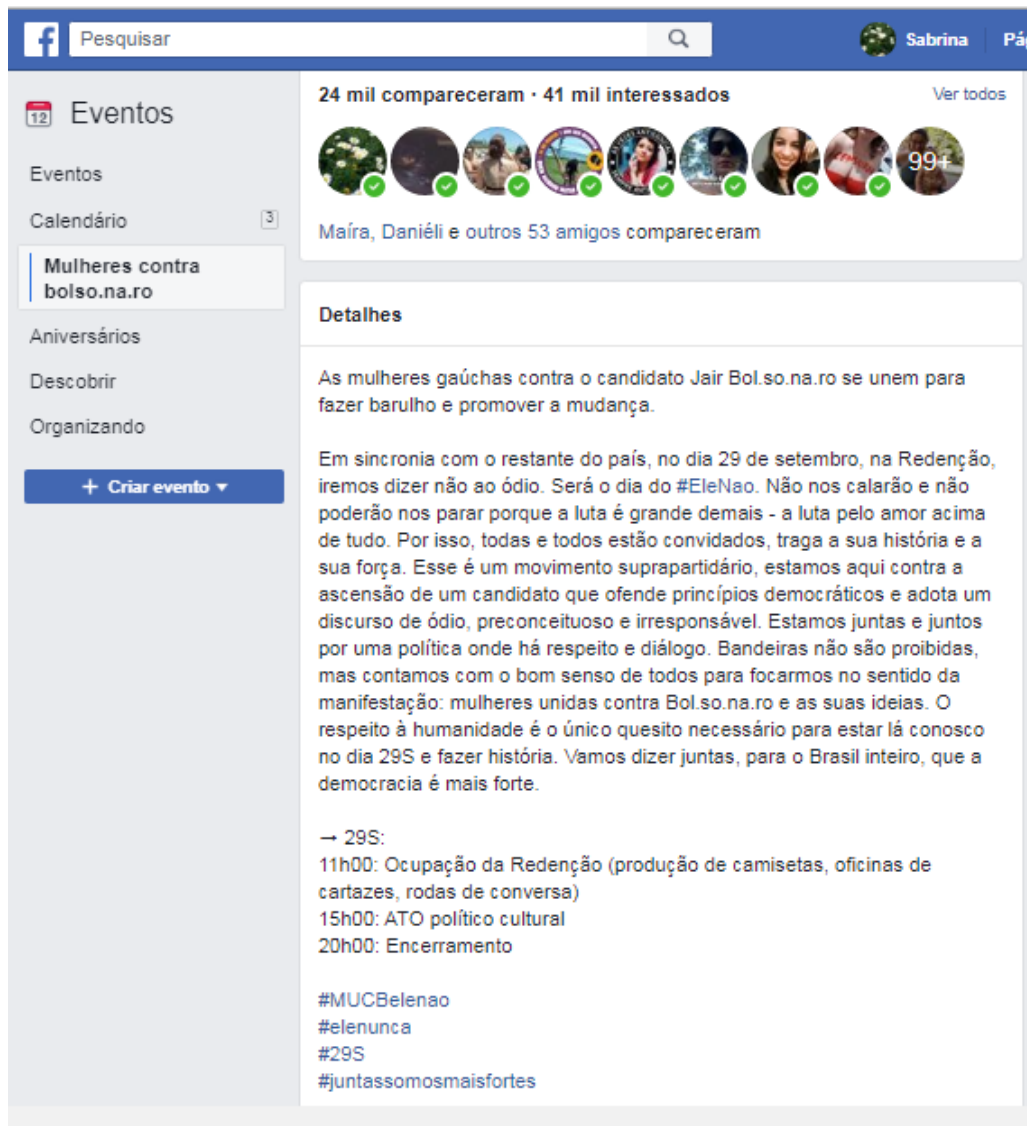 f
Pesquisar
Sabrina
Pá
12
Eventos
Eventos
Calendário
3
Mulheres contra
bolso.na.ro
Aniversários
Descobrir
Organizando
+ Criar evento
24 mil compareceram · 41 mil interessados
Ver todos
99+
Maíra, Daniéli e outros 53 amigos compareceram
Detalhes
As mulheres gaúchas contra o candidato Jair Bol.so.na.ro se unem para
fazer barulho e promover a mudança.
Em sincronia com o restante do país, no dia 29 de setembro, na Redenção,
iremos dizer não ao ódio. Será o dia do #EleNao. Não nos calarão e não
poderão nos parar porque a luta é grande demais - a luta pelo amor acima
de tudo. Por isso, todas e todos estão convidados, traga a sua história e a
sua força. Esse é um movimento suprapartidário, estamos aqui contra a
ascensão de um candidato que ofende princípios democráticos e adota um
discurso de ódio, preconceituoso e irresponsável. Estamos juntas e juntos
por uma política onde há respeito e diálogo. Bandeiras não são proibidas,
mas contamos com o bom senso de todos para focarmos no sentido da
manifestação: mulheres unidas contra Bol.so.na.ro e as suas ideias. O
respeito à humanidade é o único quesito necessário para estar lá conosco
no dia 29S e fazer história. Vamos dizer juntas, para o Brasil inteiro, que a
democracia é mais forte.
→ 29S:
11h00: Ocupação da Redenção (produção de camisetas, oficinas de
cartazes, rodas de conversa)
15h00: ATO político cultural
20h00: Encerramento
#MUCBelenao
#elenunca
#29S
#juntassomosmaisfortes